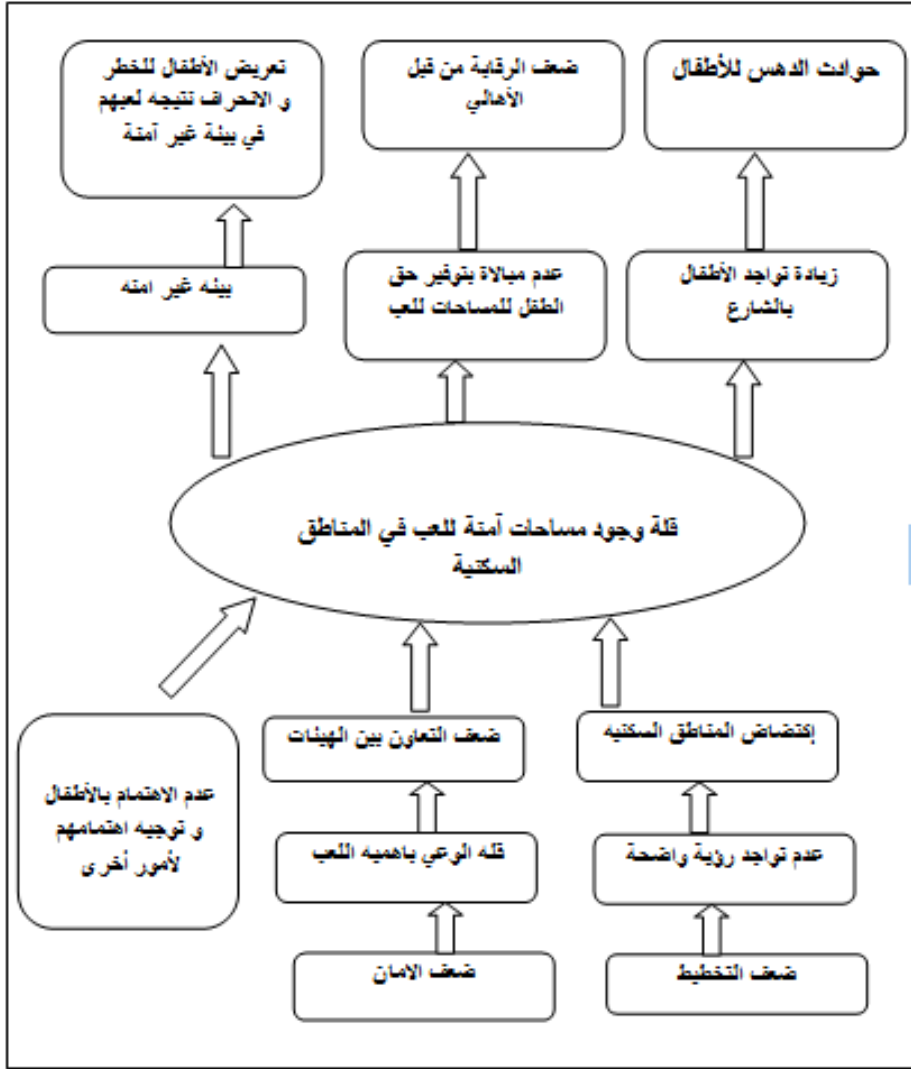 حوادث الدهس للأطفال
ضعف الرقابة من قبل
الأهالي
تعريض الأطفال للخطر
و الانحراف نتيجه لعبهم
في بيئة غير آمنة
زيادة تواجد الأطفال
بالشارع
عدم مبالاة بتوفير حق
الطفل للمساحات للعب
بيئه غير امنه
قلة وجود مساحات آمنة للعب في المناطق
السكنية
إكتضاض المناطق السكنيه
ضعف التعاون بين الهيئات
عدم الاهتمام بالأطفال
و توجيه اهتمامهم
لأمور أخرى
عدم تواجد رؤية واضحة
قله الوعي باهميه اللعب
ضعف التخطيط
ضعف الامان